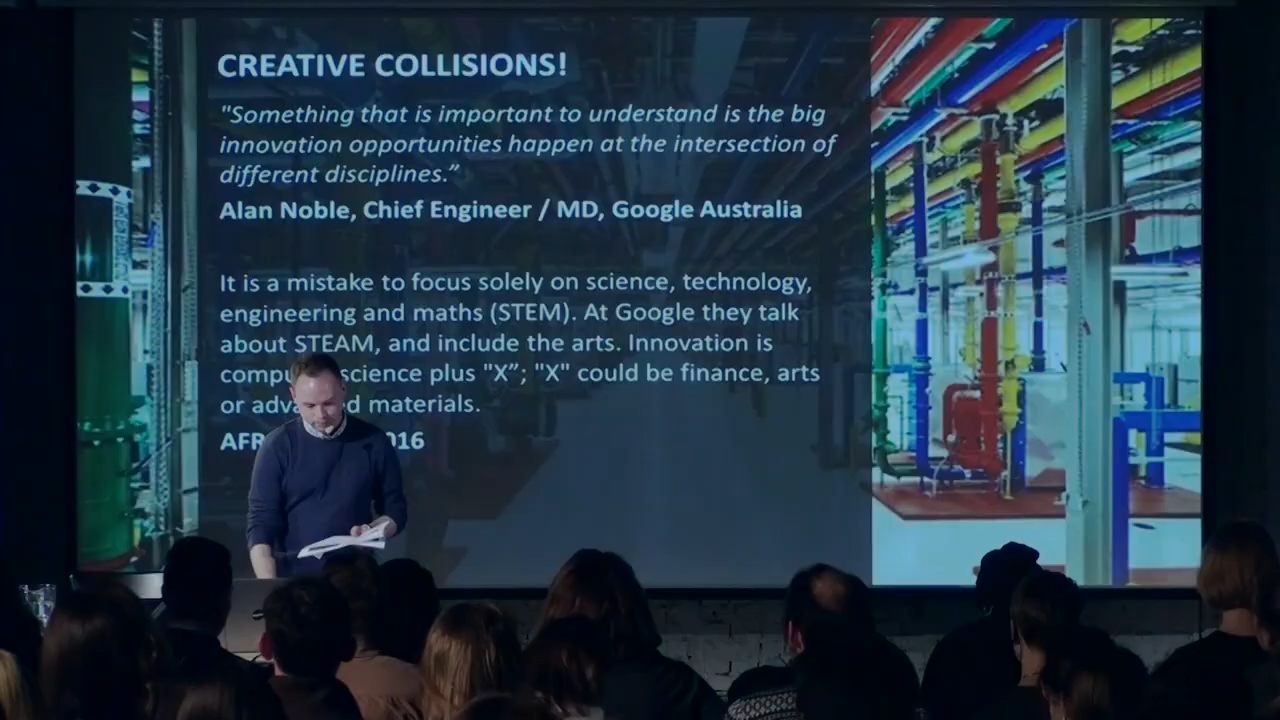 CREATIVE COLLISIONS!
"Something that is important to understand is the big
innovation opportunities happen at the intersection of
different disciplines.”
Alan Noble, Chief Engineer / MD, Google Australia
It is a mistake to focus solely on science, technology,
engineering and maths (STEM). At Google they talk
about STEAM, and include the arts. Innovation is
science plus "X”; "X" could be finance, arts
or materials.